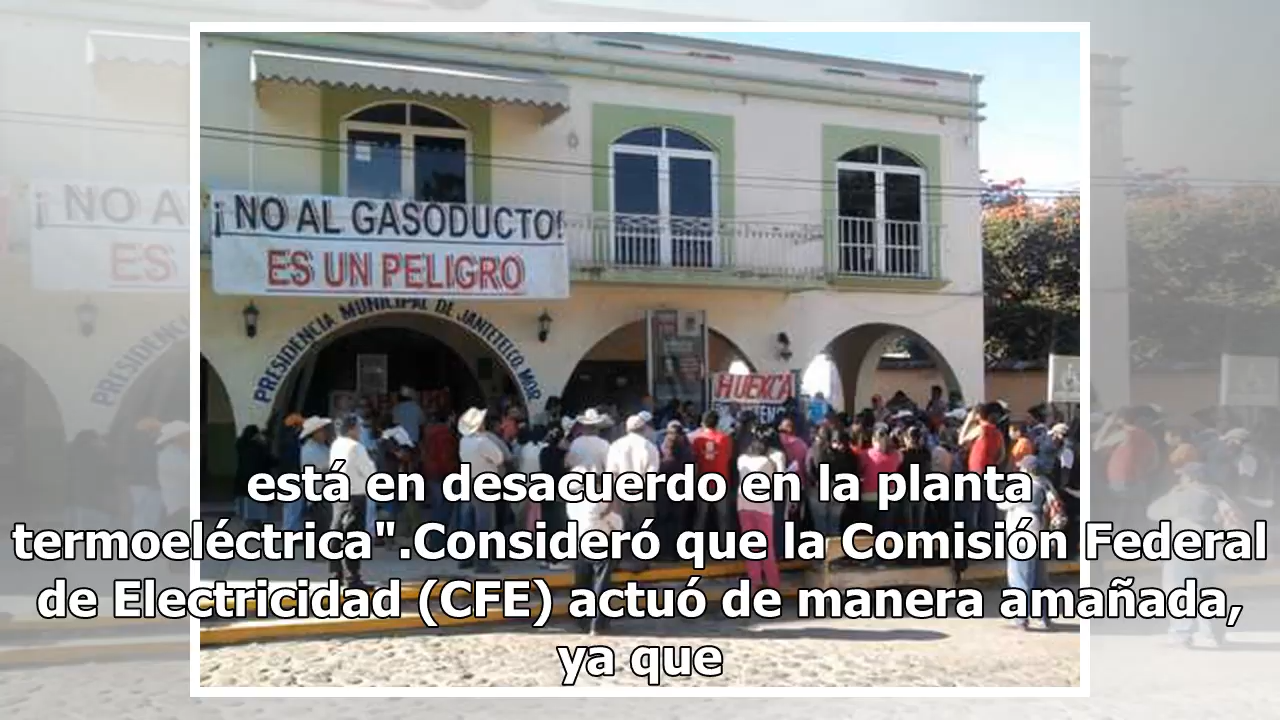 ¡NO AL GASODUCTO!
ES UN PELIGRO
PRESIDENCIA MUNICIPAL DE JANTETELCO, MOR
HUEXCA
está en desacuerdo en la planta
termoeléctrica".Consideró que la Comisión Federal
de Electricidad (CFE) actuó de manera amañada,
ya que